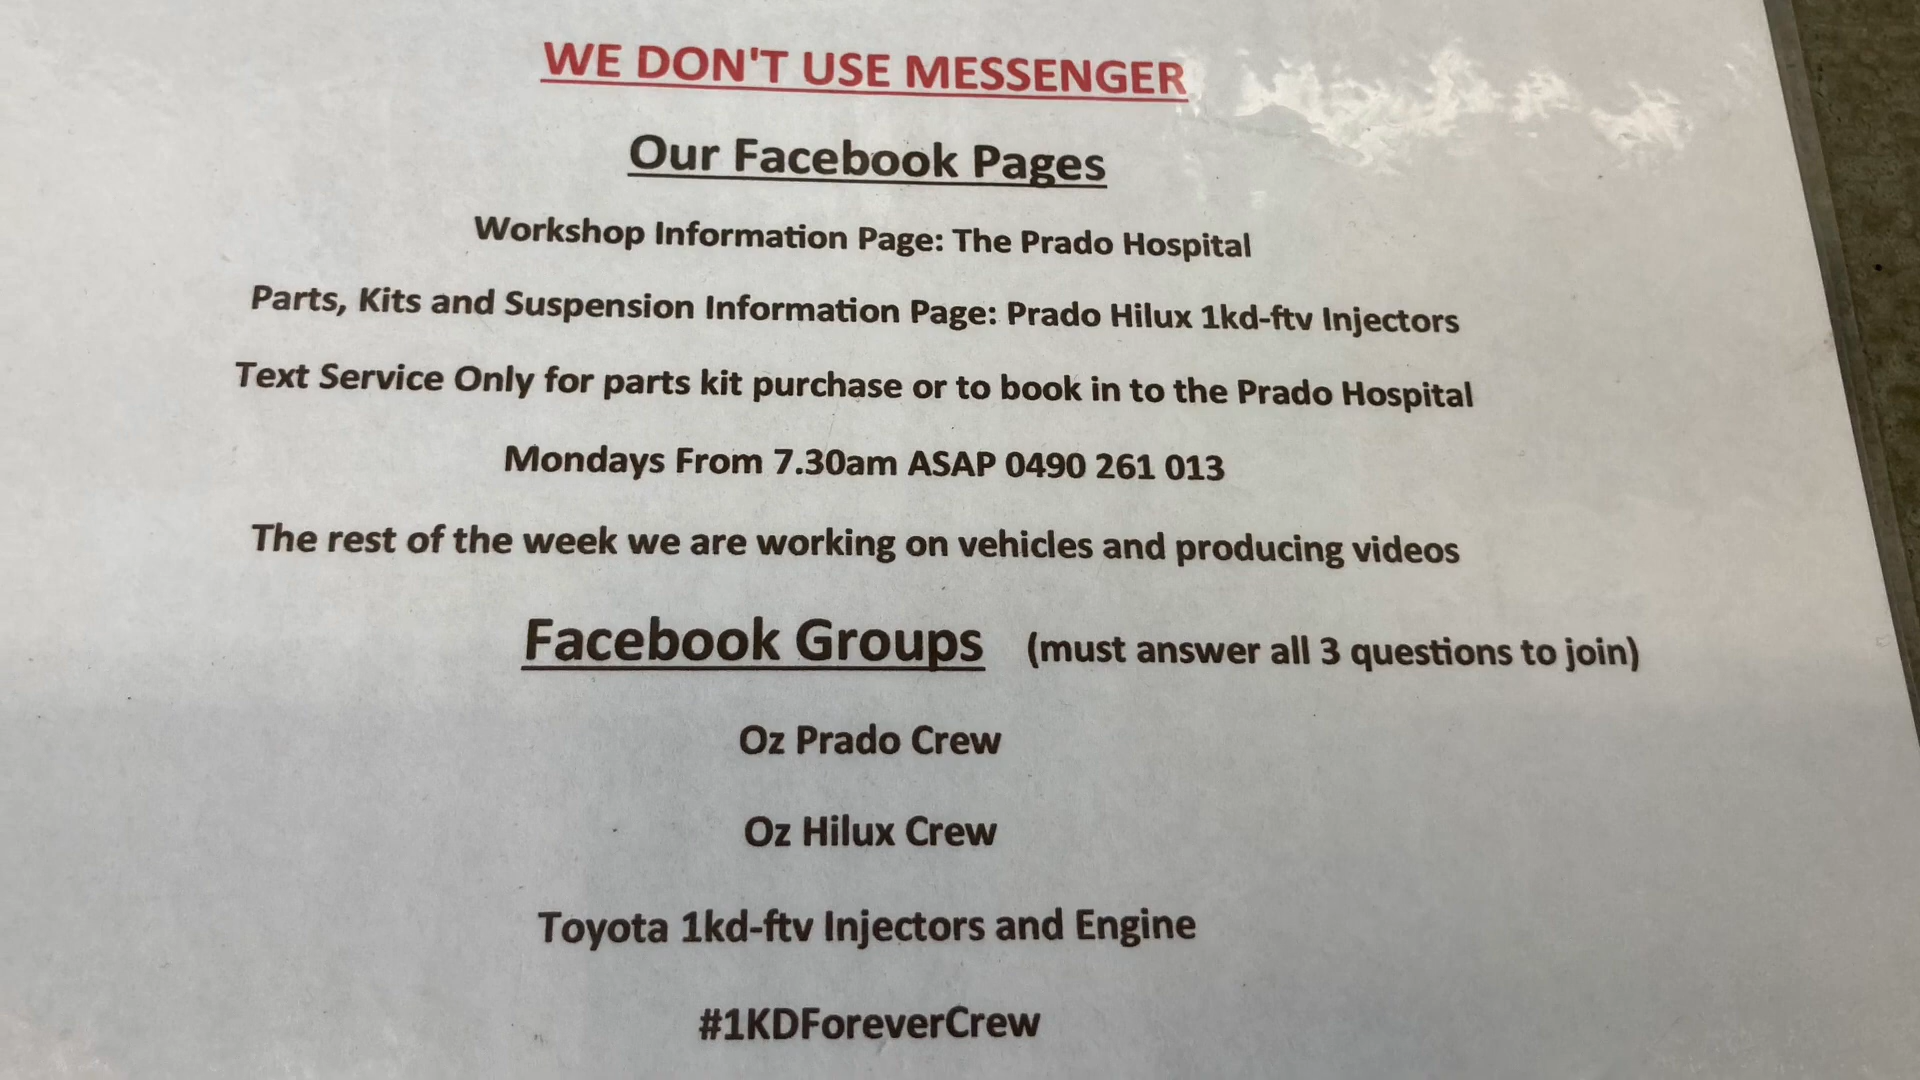 WE DON'T USE MESSENGER
Our Facebook Pages
Workshop Information Page: The Prado Hospital
Parts, Kits and Suspension Information Page: Prado Hilux 1kd-ftv Injectors
Text Service Only for parts kit purchase or to book in to the Prado Hospital
Mondays From 7.30am ASAP 0490 261 013
The rest of the week we are working on vehicles and producing videos
Facebook Groups (must answer all 3 questions to join)
Oz Prado Crew
Oz Hilux Crew
Toyota 1kd-ftv Injectors and Engine
#1KDForeverCrew